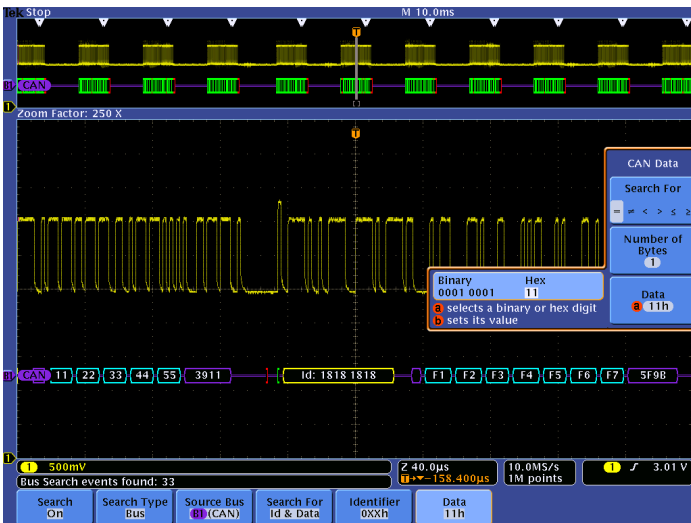 Tek Stop M 10.0ms
T
B1 CAN
1
Zoom Factor: 250 X
T
CAN Data
Search For
= ≠ < > ≤ ≥
Number of
Bytes
1
Binary Hex
0001 0001 11
a selects a binary or hex digit
b sets its value
Data
a 11h
B1 CAN 11 22 33 44 55 3911 Id: 1818 1818 F1 F2 F3 F4 F5 F6 F7 5F9B
1
1 500mV
Z 40.0µs
T→▾−158.400µs
10.0MS/s
1M points
1 ∫ 3.01 V
Bus Search events found: 33
Search
On
Search Type
Bus
Source Bus
B1 (CAN)
Search For
Id & Data
Identifier
0XXh
Data
11h